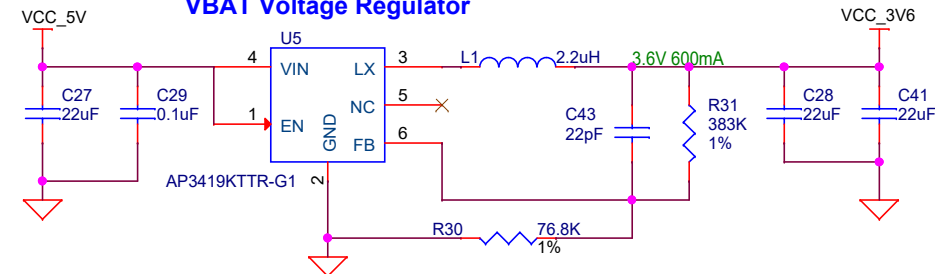 VBAT Voltage Regulator
VCC_5V
VCC_3V6
U5
4
VIN
LX
3
L1
2.2uH
3.6V 600mA
C27
22uF
C29
0.1uF
1
EN
GND
NC
5
FB
6
C43
22pF
R31
383K
1%
C28
22uF
C41
22uF
AP3419KTTR-G1
2
R30
76.8K
1%